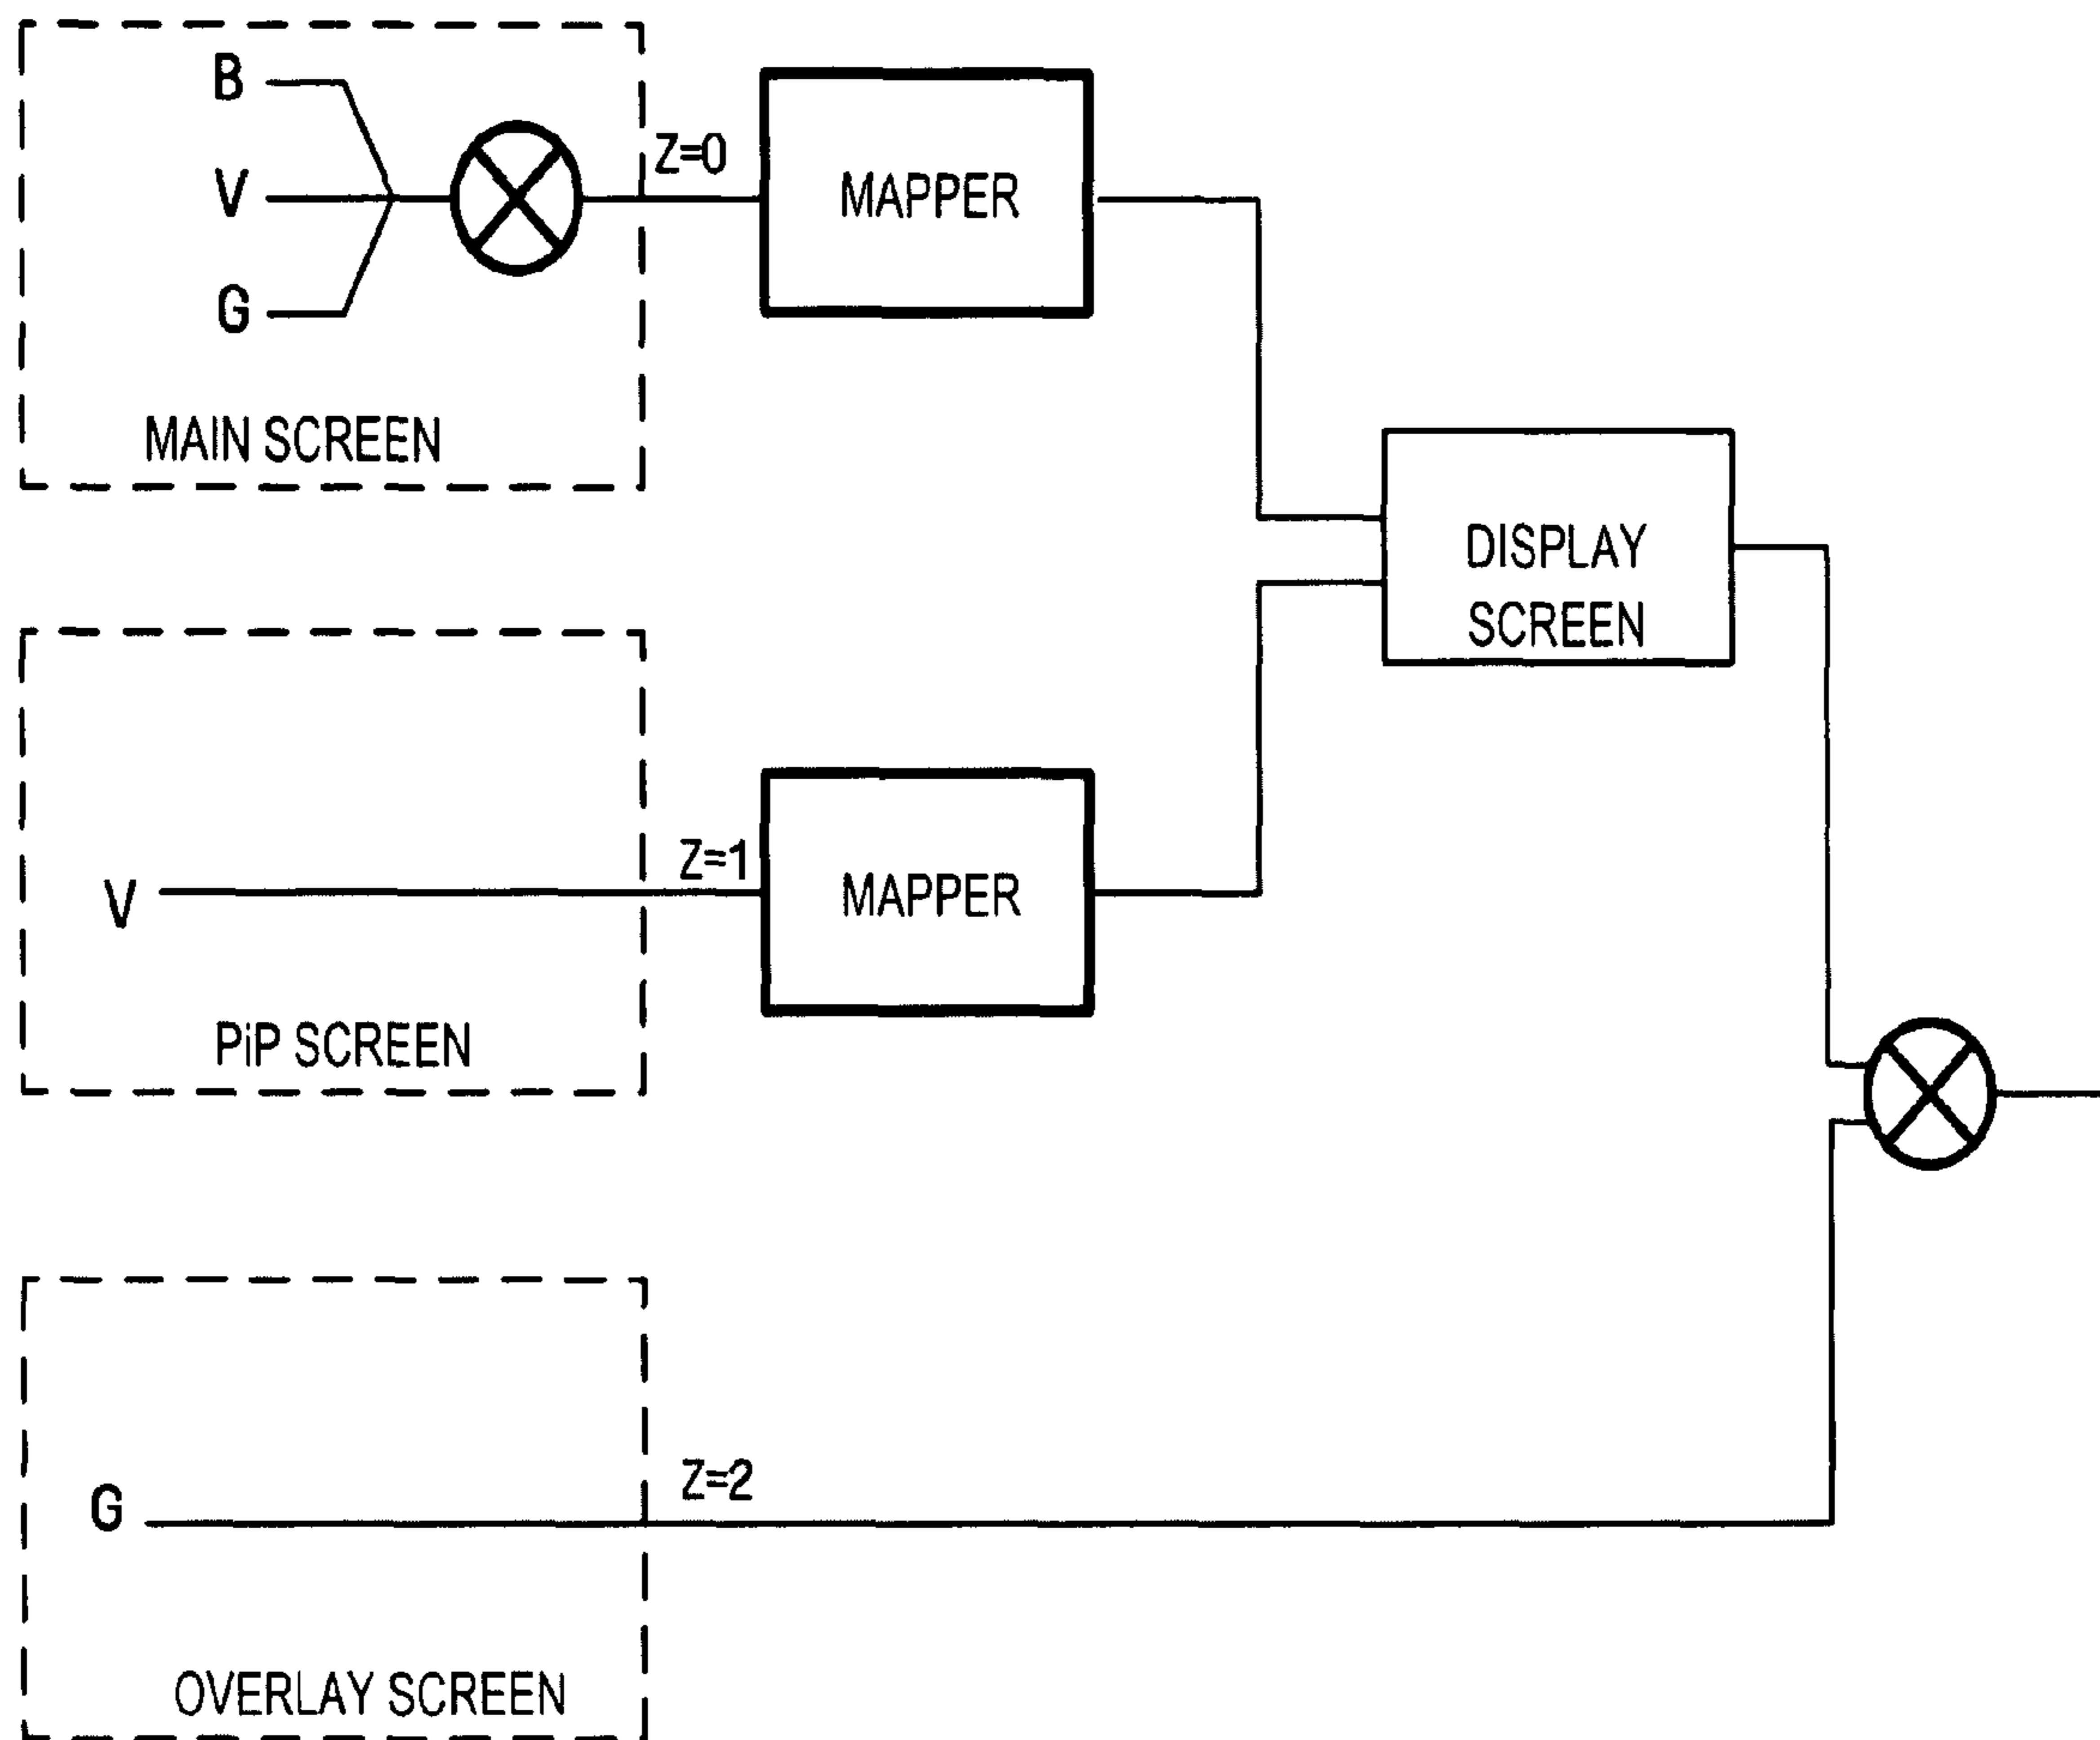 B
V
G
Z=0
MAPPER
MAIN SCREEN
DISPLAY
SCREEN
V
Z=1
MAPPER
PiP SCREEN
G
Z=2
OVERLAY SCREEN